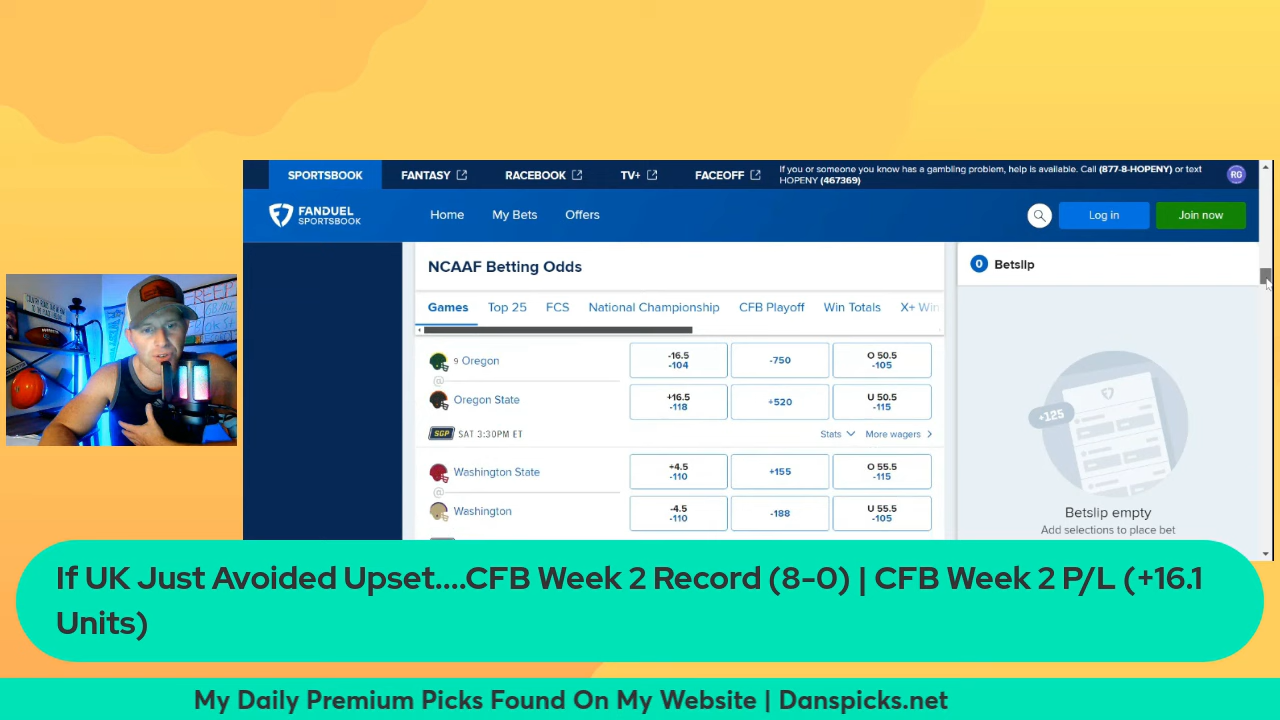 SPORTSBOOK
FANTASY
RACEBOOK
TV+
FACEOFF
If you or someone you know has a gambling problem, help is available. Call (877-8-HOPENY) or text
HOPENY (467369)
RG
FANDUEL
SPORTSBOOK
Home
My Bets
Offers
Log in
Join now
NCAAF Betting Odds
0 Betslip
Games
Top 25
FCS
National Championship
CFB Playoff
Win Totals
X+ Win
9 Oregon
-16.5
-104
-750
O 50.5
-105
@
Oregon State
+16.5
-118
+520
U 50.5
-115
SGP SAT 3:30PM ET
Stats
More wagers
Washington State
+4.5
-110
+155
O 55.5
-115
@
Washington
-4.5
-110
-188
U 55.5
-105
+125
Betslip empty
Add selections to place bet
If UK Just Avoided Upset....CFB Week 2 Record (8-0) | CFB Week 2 P/L (+16.1
Units)
My Daily Premium Picks Found On My Website | Danspicks.net